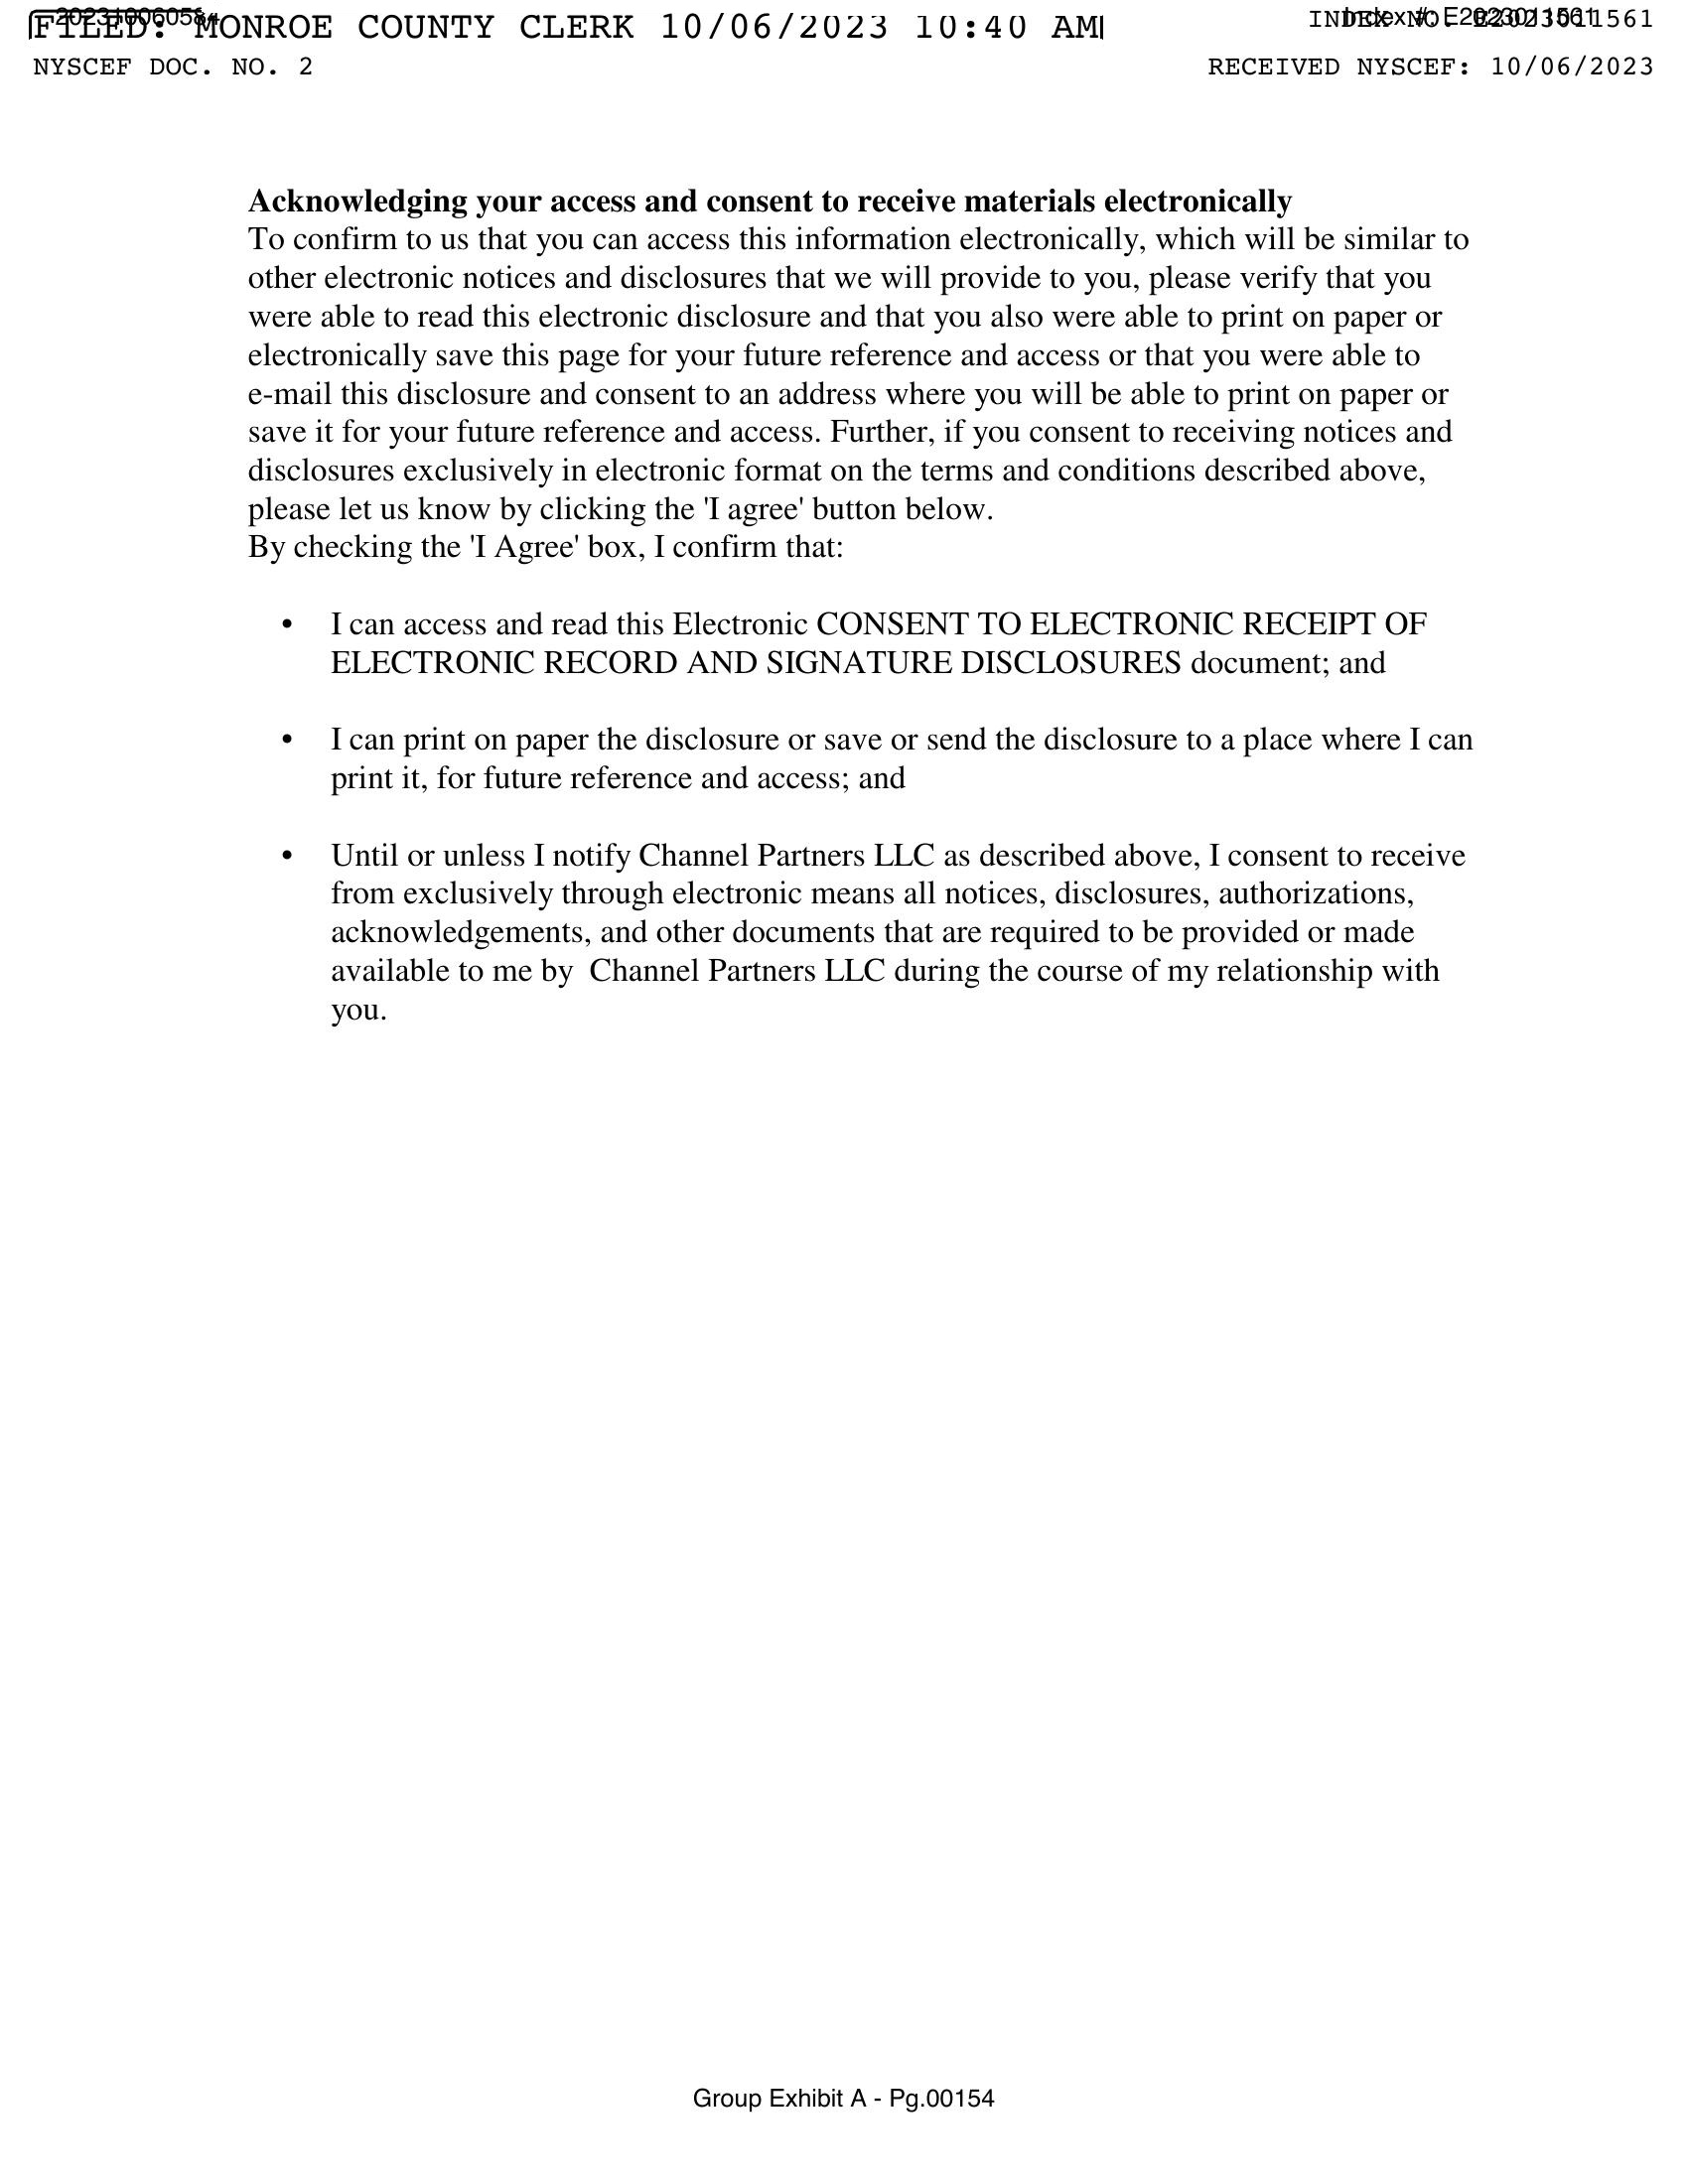 202310060584
FILED: MONROE COUNTY CLERK 10/06/2023 10:40 AM
INDEX NO. E2023011561
Index #: E2023011561
NYSCEF DOC. NO. 2
RECEIVED NYSCEF: 10/06/2023
Acknowledging your access and consent to receive materials electronically
To confirm to us that you can access this information electronically, which will be similar to
other electronic notices and disclosures that we will provide to you, please verify that you
were able to read this electronic disclosure and that you also were able to print on paper or
electronically save this page for your future reference and access or that you were able to
e-mail this disclosure and consent to an address where you will be able to print on paper or
save it for your future reference and access. Further, if you consent to receiving notices and
disclosures exclusively in electronic format on the terms and conditions described above,
please let us know by clicking the 'I agree' button below.
By checking the 'I Agree' box, I confirm that:
• I can access and read this Electronic CONSENT TO ELECTRONIC RECEIPT OF
ELECTRONIC RECORD AND SIGNATURE DISCLOSURES document; and
• I can print on paper the disclosure or save or send the disclosure to a place where I can
print it, for future reference and access; and
• Until or unless I notify Channel Partners LLC as described above, I consent to receive
from exclusively through electronic means all notices, disclosures, authorizations,
acknowledgements, and other documents that are required to be provided or made
available to me by  Channel Partners LLC during the course of my relationship with
you.
Group Exhibit A - Pg.00154